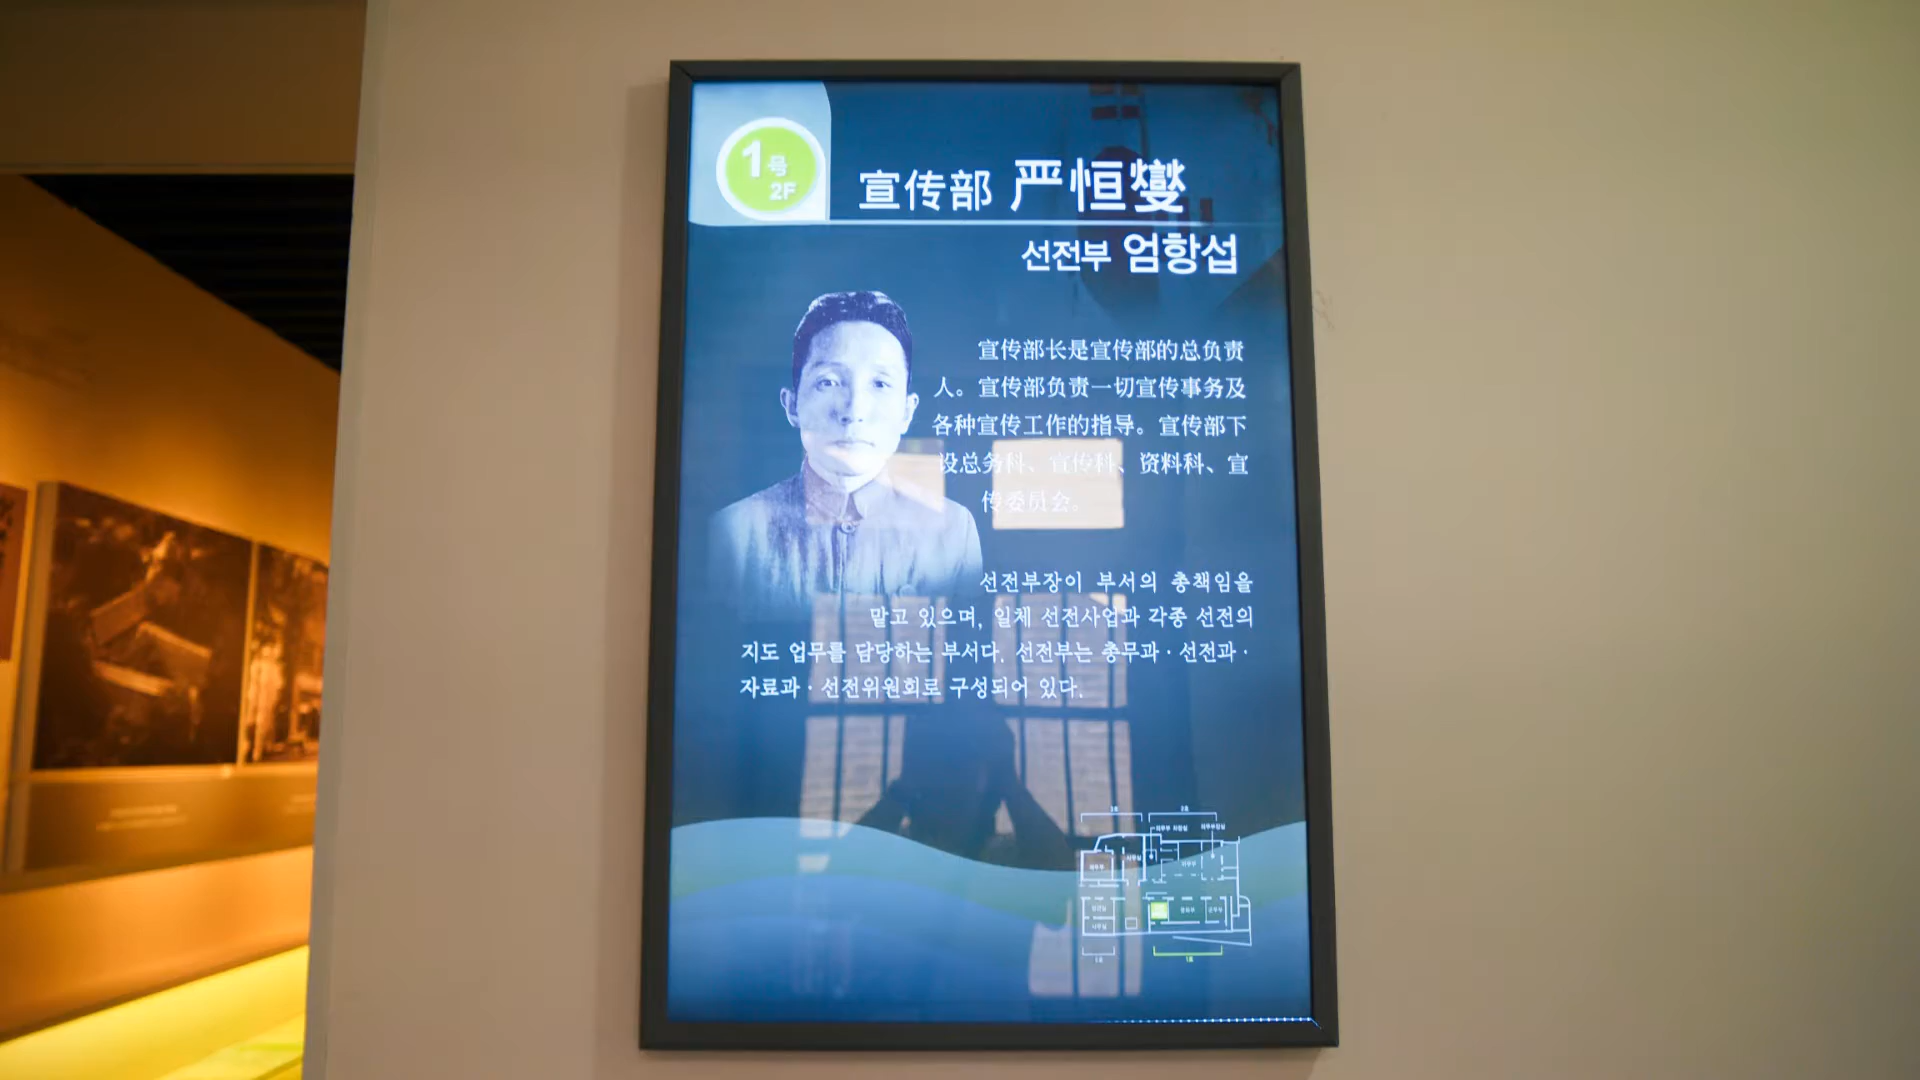 1号
2F
宣传部 严恒燮
선전부 엄항섭
宣传部长是宣传部的总负责
人。宣传部负责一切宣传事务及
各种宣传工作的指导。宣传部下
设总务科、宣传科、资料科、宣
传委员会。
선전부장이 부서의 총책임을
맡고 있으며, 일체 선전사업과 각종 선전의
지도 업무를 담당하는 부서다. 선전부는 총무과·선전과·
자료과·선전위원회로 구성되어 있다.